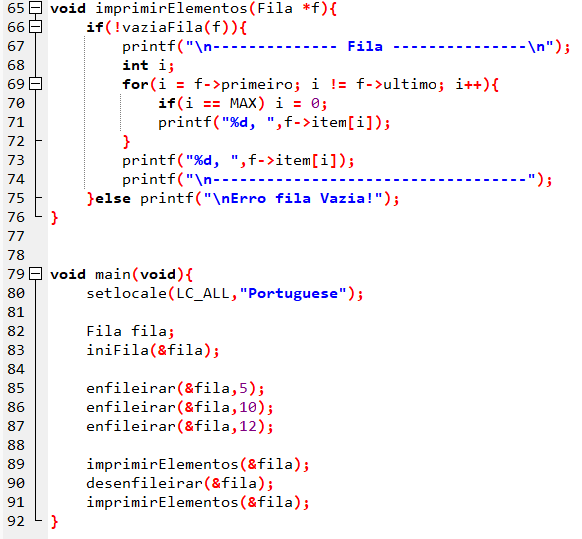 65 void imprimirElementos(Fila *f){
66     if(!vaziaFila(f)){
67         printf("\n-------------- Fila ---------------\n");
68         int i;
69         for(i = f->primeiro; i != f->ultimo; i++){
70             if(i == MAX) i = 0;
71             printf("%d, ",f->item[i]);
72         }
73         printf("%d, ",f->item[i]);
74         printf("\n-----------------------------------");
75     }else printf("\nErro fila Vazia!");
76 }
77
78
79 void main(void){
80     setlocale(LC_ALL,"Portuguese");
81
82     Fila fila;
83     iniFila(&fila);
84
85     enfileirar(&fila,5);
86     enfileirar(&fila,10);
87     enfileirar(&fila,12);
88
89     imprimirElementos(&fila);
90     desenfileirar(&fila);
91     imprimirElementos(&fila);
92 }